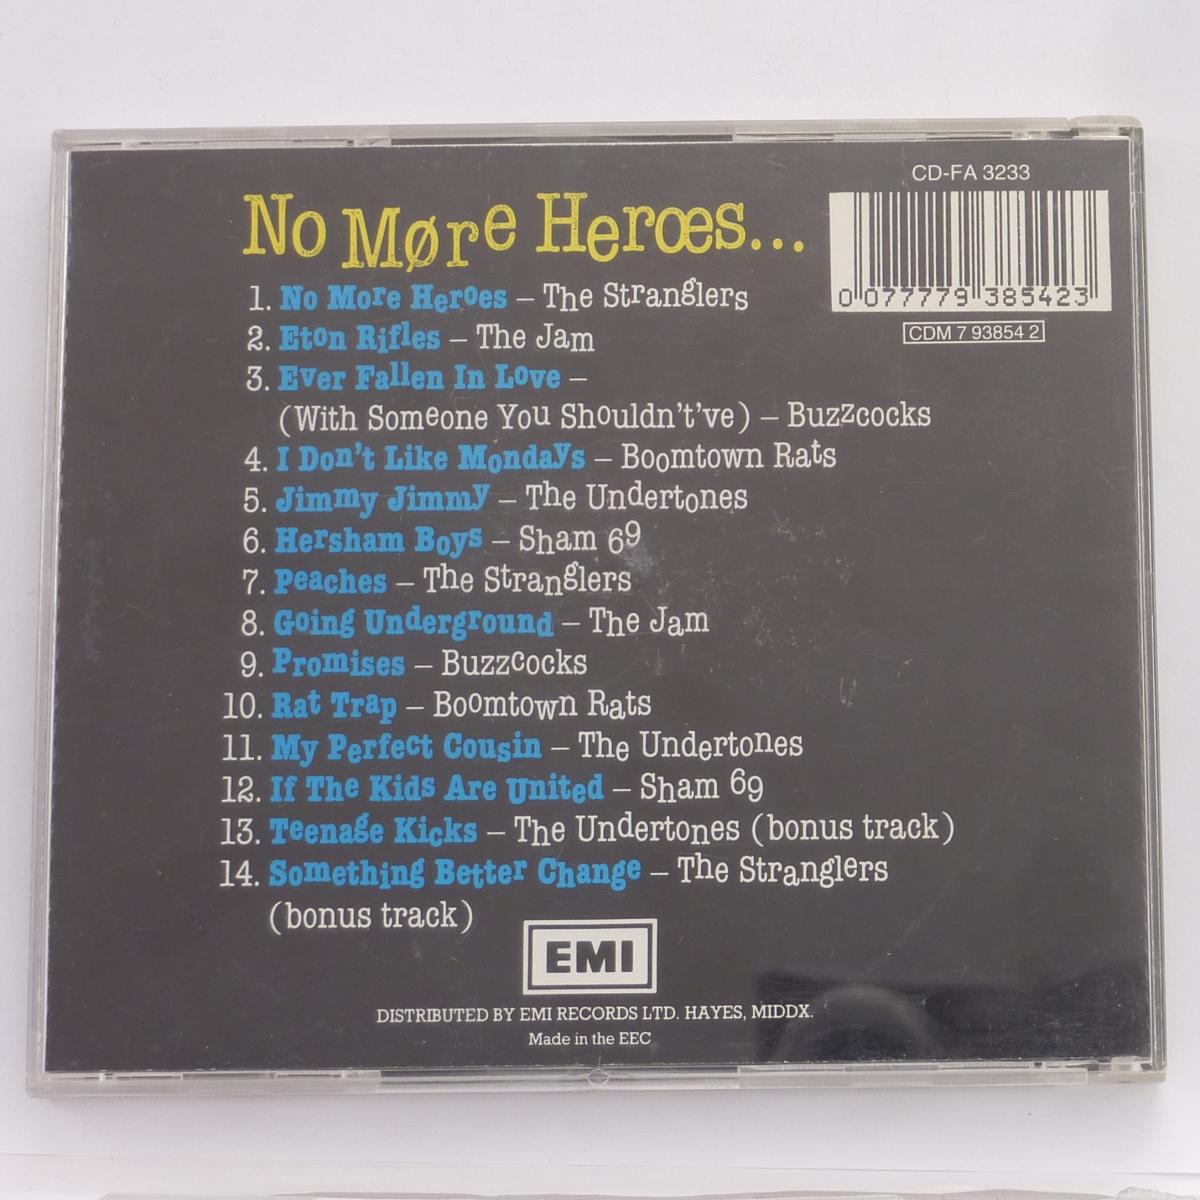 CD-FA 3233
No Møre Herœs...
0 077779 385423
CDM 7 93854 2
1. No More Heroes – The Stranglers
2. Eton Rifles – The Jam
3. Ever Fallen In Love –
(With Someone You Shouldn't've) – Buzzcocks
4. I Don't Like Mondays – Boomtown Rats
5. Jimmy Jimmy – The Undertones
6. Hersham Boys – Sham 69
7. Peaches – The Stranglers
8. Going Underground – The Jam
9. Promises – Buzzcocks
10. Rat Trap – Boomtown Rats
11. My Perfect Cousin – The Undertones
12. If The Kids Are United – Sham 69
13. Teenage Kicks – The Undertones (bonus track)
14. Something Better Change – The Stranglers
(bonus track)
EMI
DISTRIBUTED BY EMI RECORDS LTD. HAYES, MIDDX.
Made in the EEC